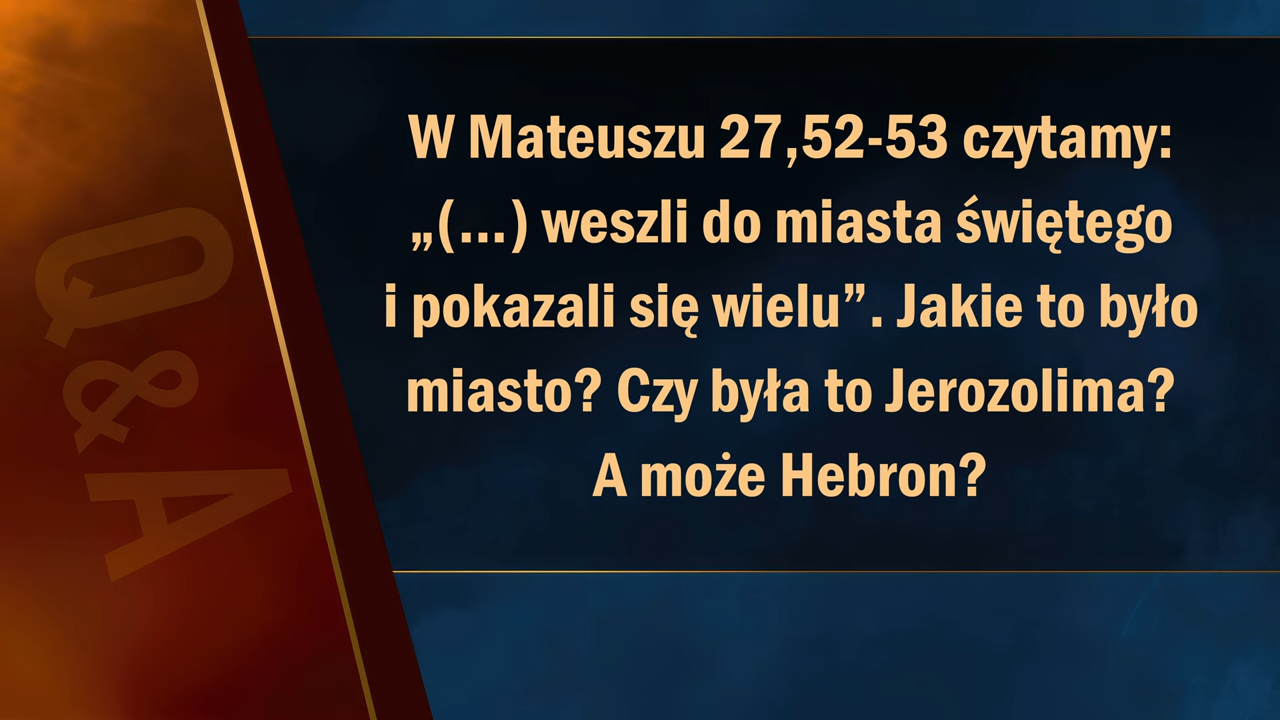 Q&A
W Mateuszu 27,52-53 czytamy:
„(...) weszli do miasta świętego
i pokazali się wielu”. Jakie to było
miasto? Czy była to Jerozolima?
A może Hebron?